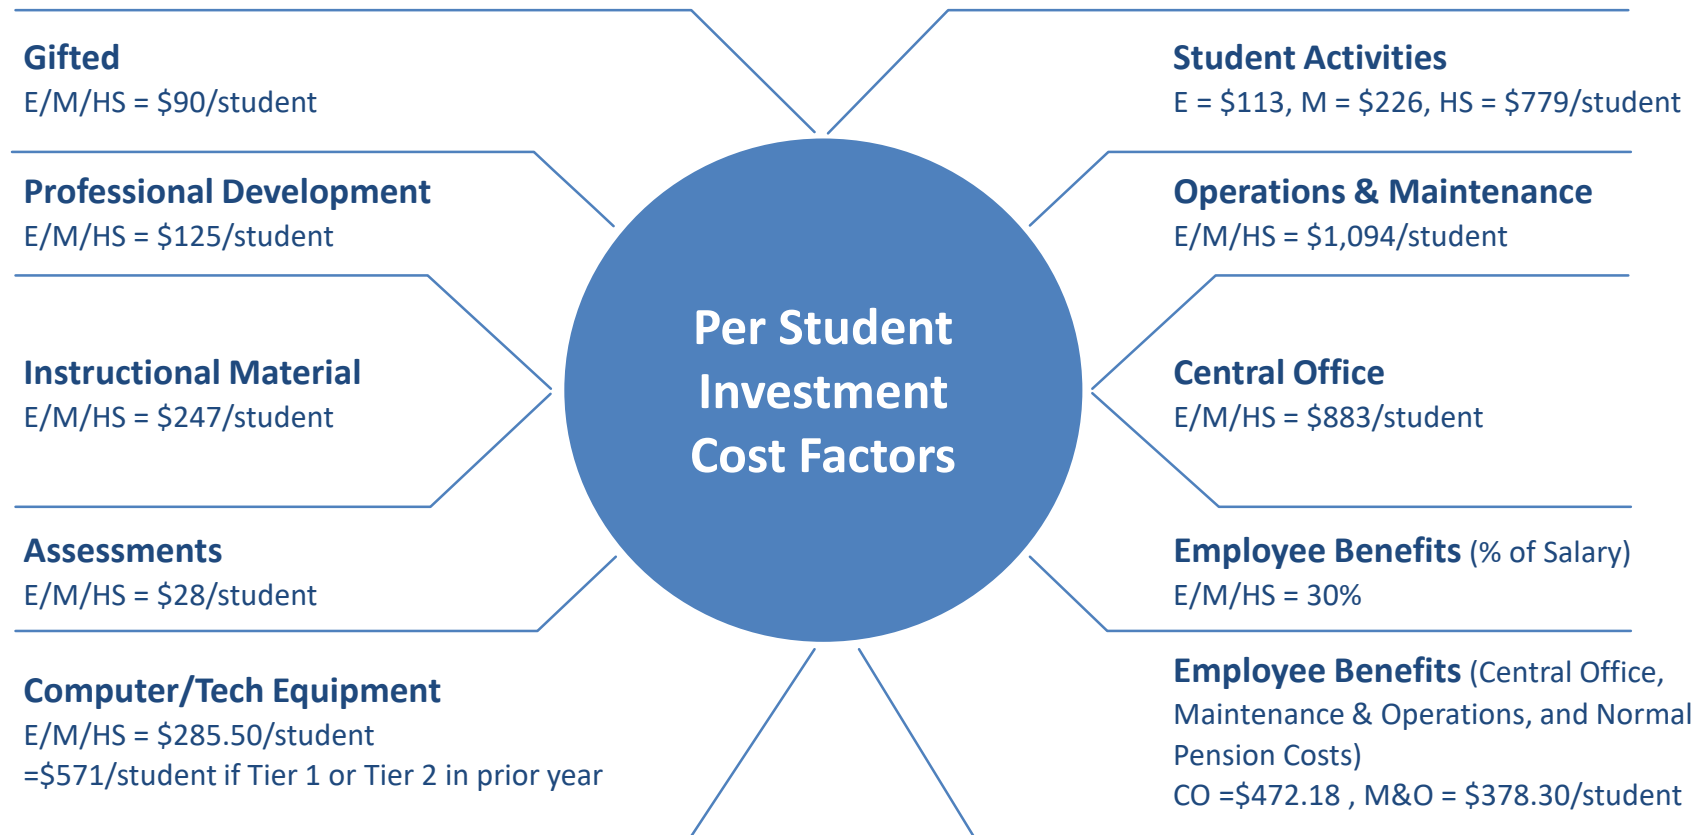 Gifted
E/M/HS = $90/student
Professional Development
E/M/HS = $125/student
Instructional Material
E/M/HS = $247/student
Assessments
E/M/HS = $28/student
Computer/Tech Equipment
E/M/HS = $285.50/student
=$571/student if Tier 1 or Tier 2 in prior year
Per Student
Investment
Cost Factors
Student Activities
E = $113, M = $226, HS = $779/student
Operations & Maintenance
E/M/HS = $1,094/student
Central Office
E/M/HS = $883/student
Employee Benefits (% of Salary)
E/M/HS = 30%
Employee Benefits (Central Office,
Maintenance & Operations, and Normal
Pension Costs)
CO =$472.18 , M&O = $378.30/student